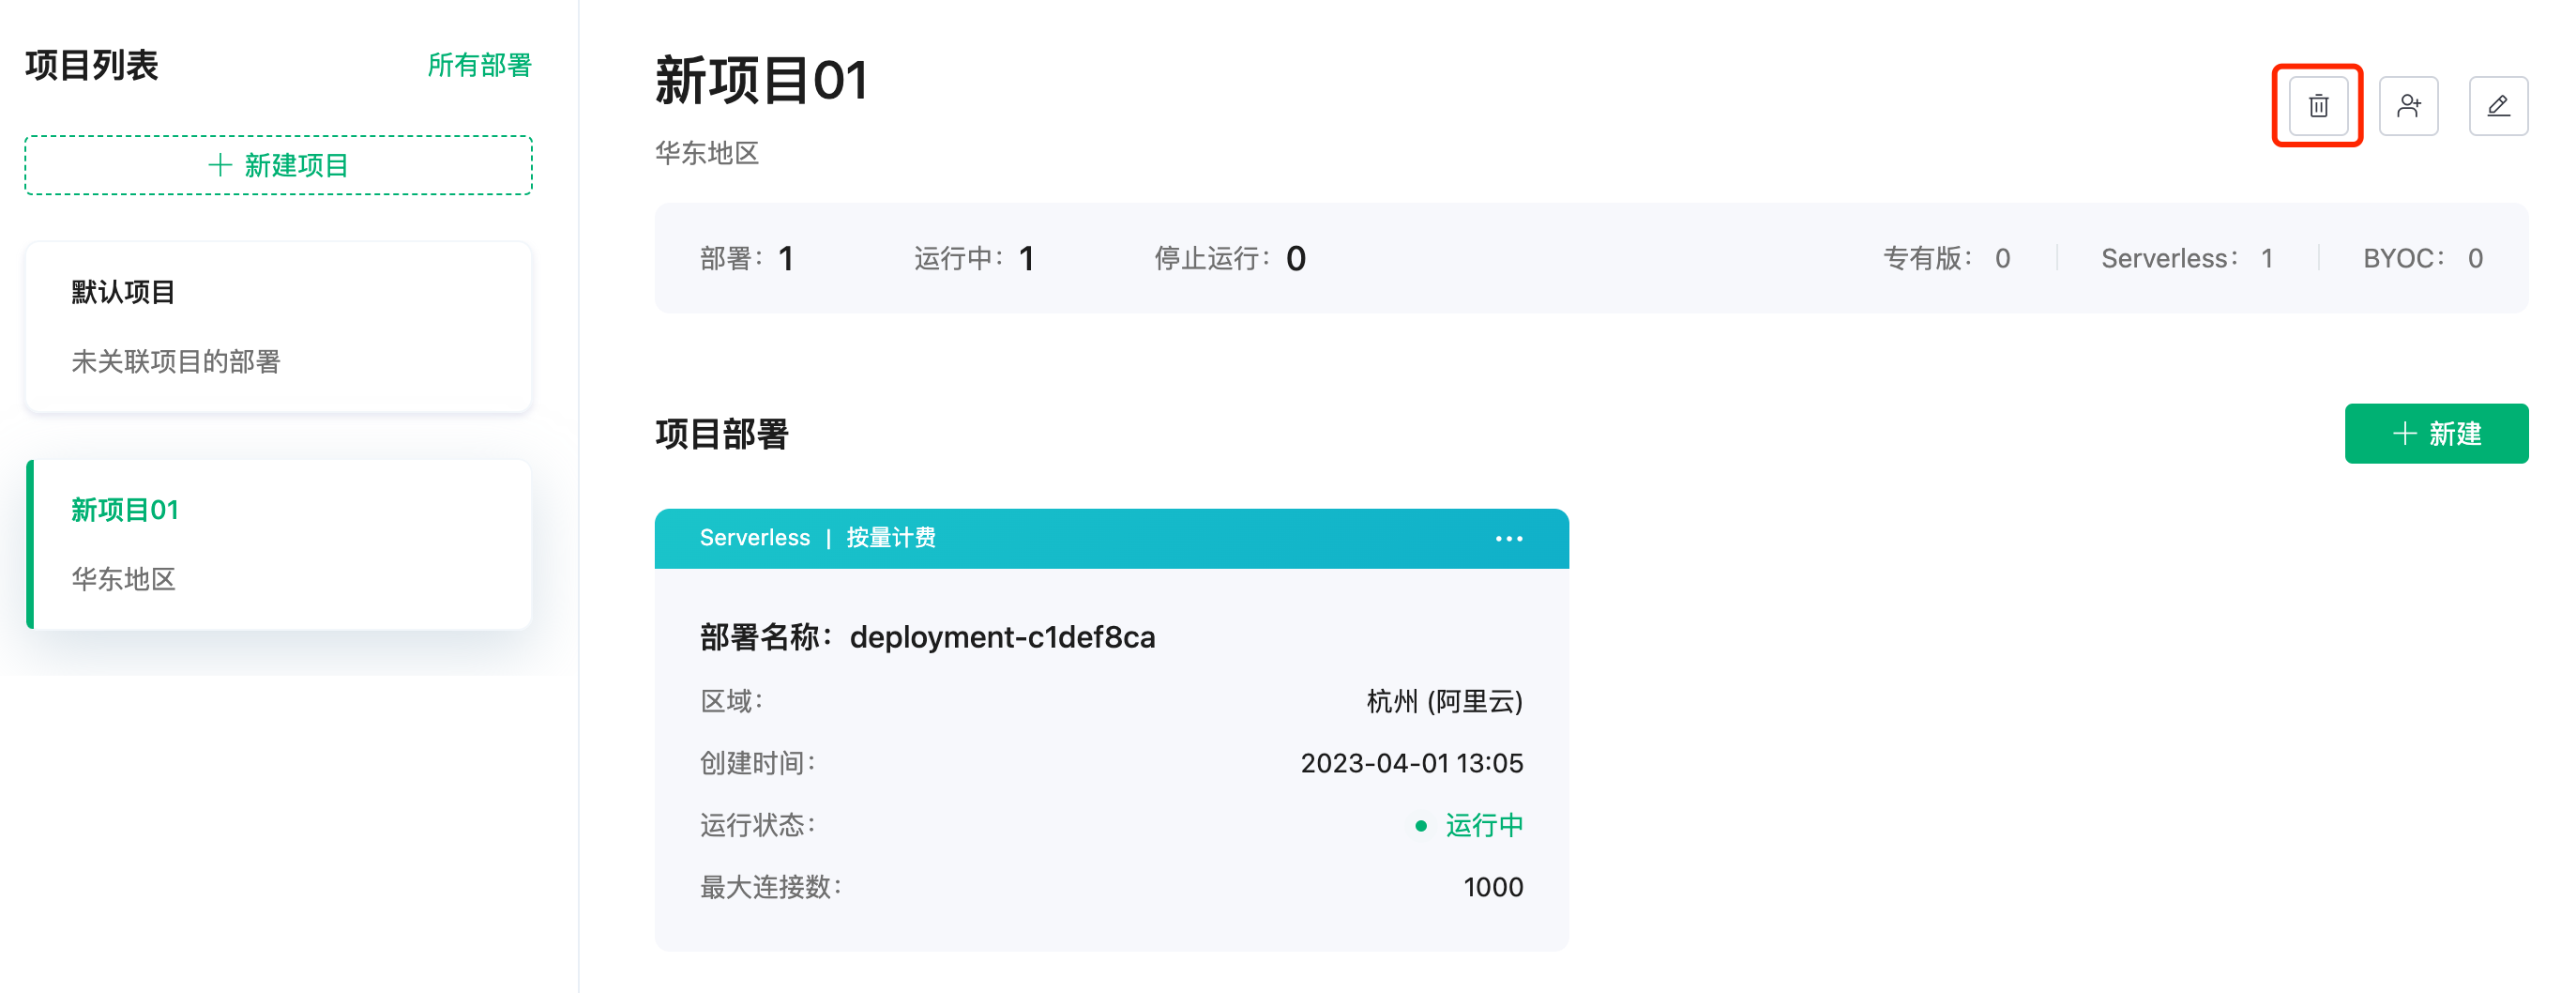 项目列表
所有部署
新建项目
默认项目
未关联项目的部署
新项目01
华东地区
新项目01
华东地区
部署： 1 运行中： 1 停止运行： 0 专有版： 0 Serverless： 1 BYOC： 0
项目部署
新建
Serverless | 按量计费
部署名称：deployment-c1def8ca
区域： 杭州 (阿里云)
创建时间： 2023-04-01 13:05
运行状态： 运行中
最大连接数： 1000